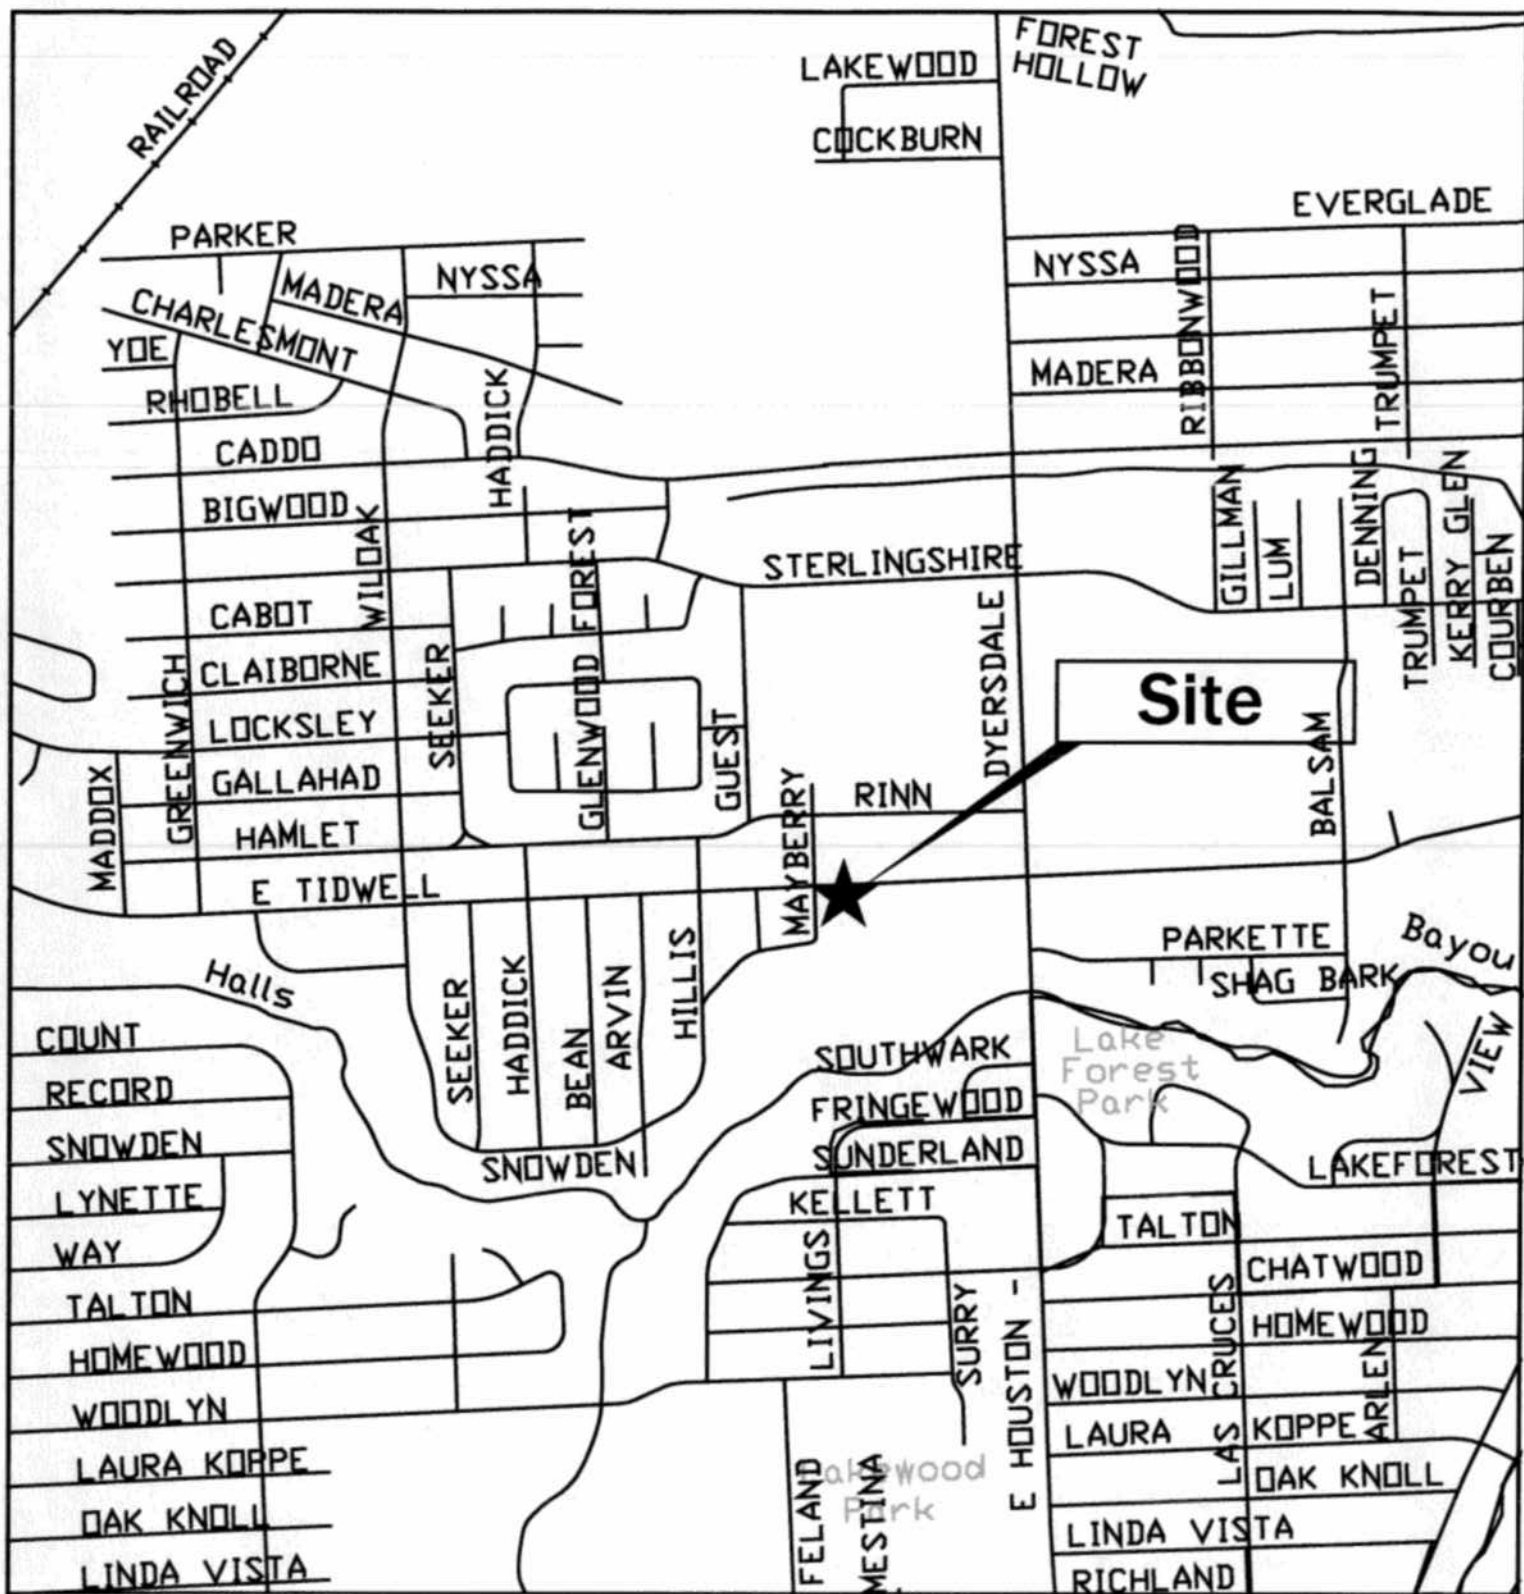 FOREST
HOLLOW
LAKEWOOD
RAILROAD
COCKBURN
EVERGLADE
PARKER
NYSSA
NYSSA
RIBBONWOOD
MADERA
CHARLESMONT
TRUMPET
YOE
MADERA
RHOBELL
HADDICK
CADDO
BIGWOOD
WILOAK
FOREST
GLENWOOD
STERLINGSHIRE
GILLMAN
LUM
DENNING
KERRY GLEN
TRUMPET
COURBEN
CABOT
DYERSDALE
CLAIBORNE
GREENWICH
SEEKER
Site
LOCKSLEY
GUEST
BALSAM
GALLAHAD
MADDOX
MAYBERRY
RINN
HAMLET
E TIDWELL
PARKETTE
Bayou
Halls
SHAG BARK
SEEKER
HADDICK
BEAN
ARVIN
HILLIS
COUNT
SOUTHWARK
Lake
Forest
Park
VIEW
RECORD
FRINGEWOOD
SNOWDEN
SNOWDEN
SUNDERLAND
LAKEFOREST
LYNETTE
KELLETT
TALTON
WAY
LIVINGS
CHATWOOD
TALTON
SURRY
E HOUSTON -
LAS CRUCES
HOMEWOOD
HOMEWOOD
WOODLYN
ARLEN
WOODLYN
LAURA KOPPE
LAURA KOPPE
Lakewood
Park
OAK KNOLL
FELAND
MESTINA
OAK KNOLL
LINDA VISTA
LINDA VISTA
RICHLAND